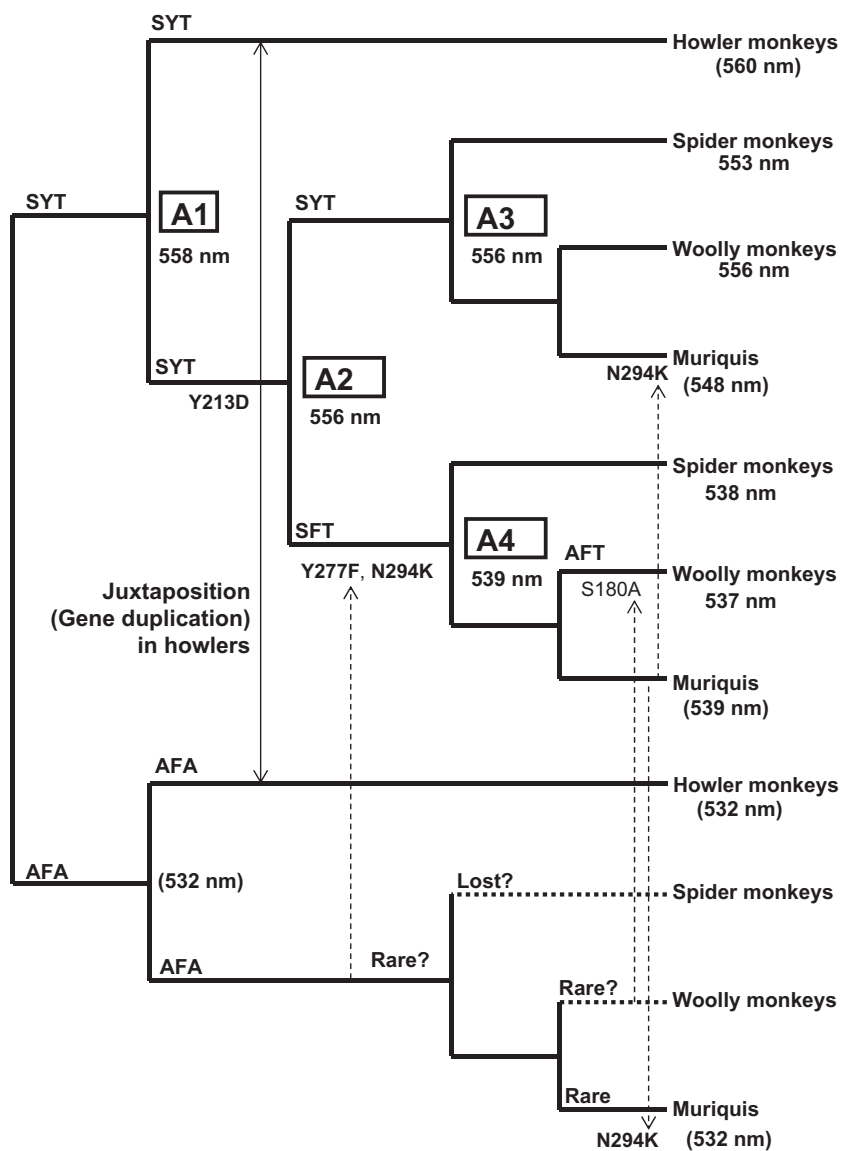 SYT
Howler monkeys
(560 nm)
Spider monkeys
553 nm
SYT
A1
558 nm
SYT
A3
556 nm
Woolly monkeys
556 nm
SYT
Y213D
A2
556 nm
Muriquis
N294K
(548 nm)
Spider monkeys
538 nm
SFT
Y277F, N294K
A4
539 nm
AFT
S180A
Woolly monkeys
537 nm
Juxtaposition
(Gene duplication)
in howlers
Muriquis
(539 nm)
AFA
Howler monkeys
(532 nm)
AFA
(532 nm)
Lost?
Spider monkeys
AFA
Rare?
Rare?
Woolly monkeys
Rare
Muriquis
N294K
(532 nm)